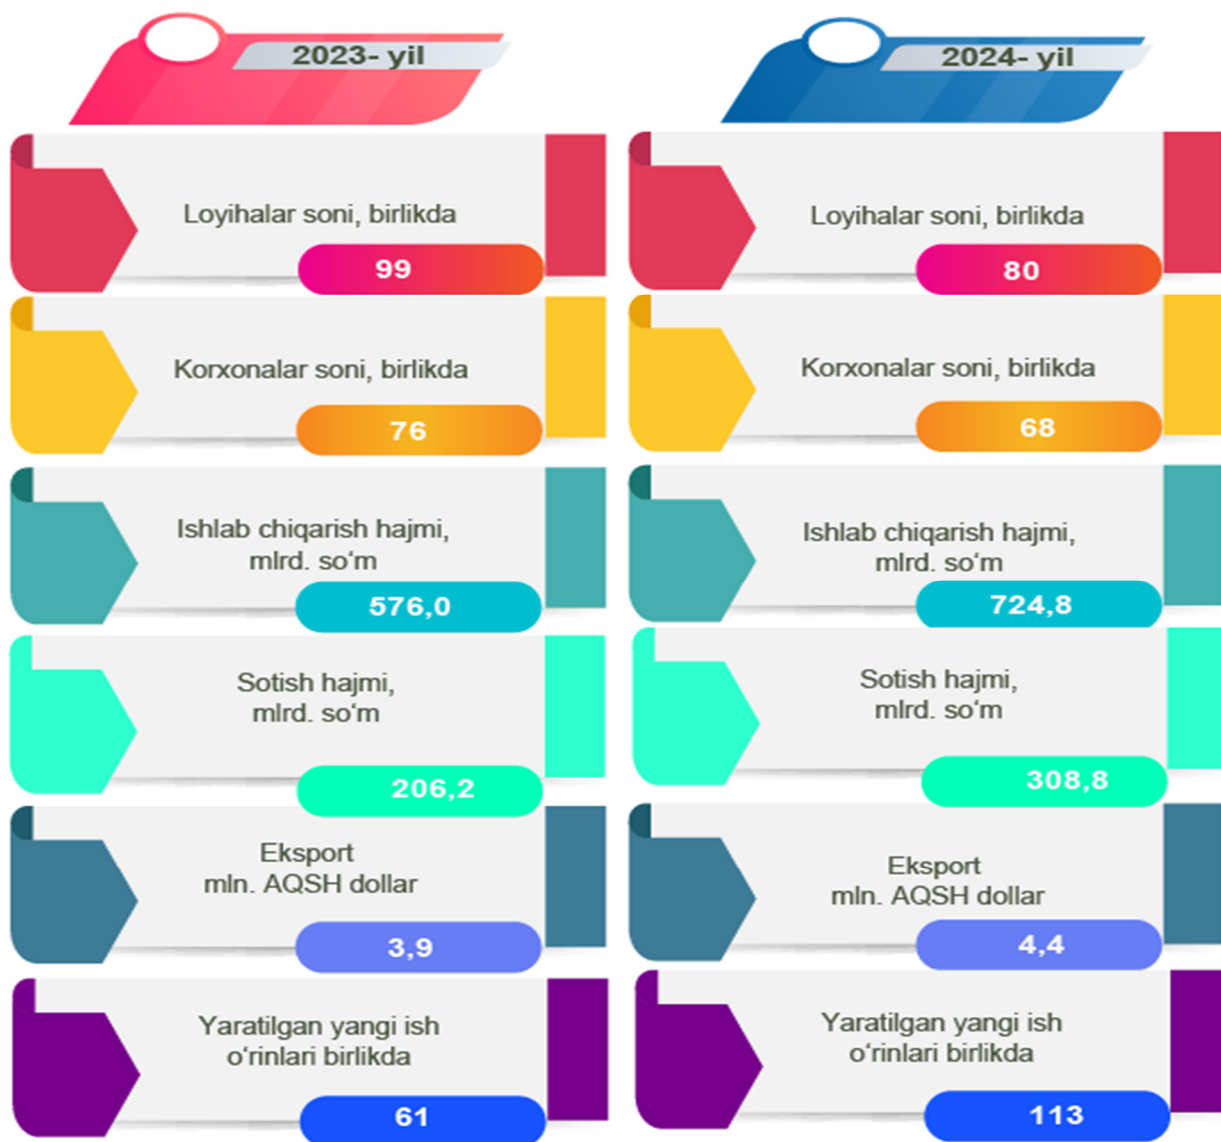 2023- yil
Loyihalar soni, birlikda
99
Korxonalar soni, birlikda
76
Ishlab chiqarish hajmi,
mlrd. so‘m
576,0
Sotish hajmi,
mlrd. so‘m
206,2
Eksport
mln. AQSH dollar
3,9
Yaratilgan yangi ish
o‘rinlari birlikda
61
2024- yil
Loyihalar soni, birlikda
80
Korxonalar soni, birlikda
68
Ishlab chiqarish hajmi,
mlrd. so‘m
724,8
Sotish hajmi,
mlrd. so‘m
308,8
Eksport
mln. AQSH dollar
4,4
Yaratilgan yangi ish
o‘rinlari birlikda
113